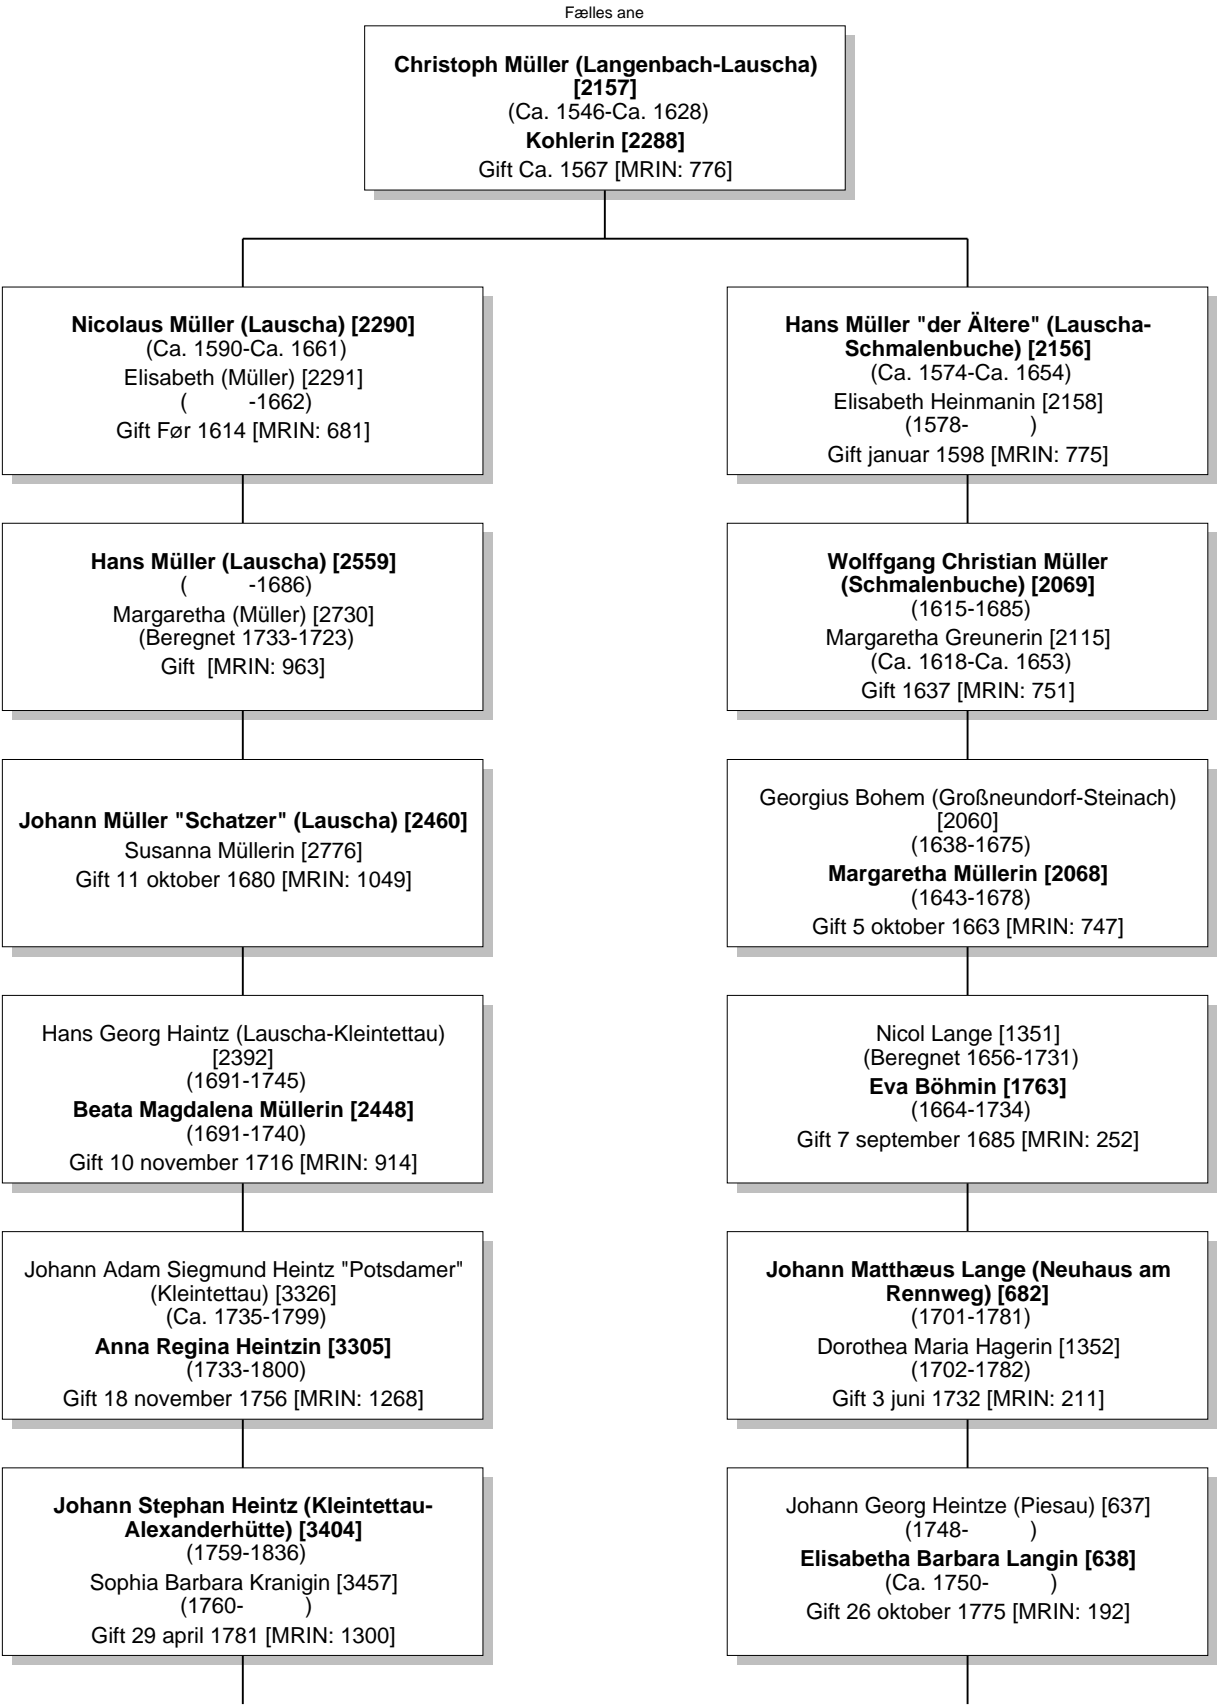 Fælles ane
Christoph Müller (Langenbach-Lauscha)
[2157]
(Ca. 1546-Ca. 1628)
Kohlerin [2288]
Gift Ca. 1567 [MRIN: 776]
Nicolaus Müller (Lauscha) [2290]
(Ca. 1590-Ca. 1661)
Elisabeth (Müller) [2291]
( -1662)
Gift Før 1614 [MRIN: 681]
Hans Müller "der Ältere" (Lauscha-
Schmalenbuche) [2156]
(Ca. 1574-Ca. 1654)
Elisabeth Heinmanin [2158]
(1578- )
Gift januar 1598 [MRIN: 775]
Hans Müller (Lauscha) [2559]
( -1686)
Margaretha (Müller) [2730]
(Beregnet 1733-1723)
Gift [MRIN: 963]
Wolffgang Christian Müller
(Schmalenbuche) [2069]
(1615-1685)
Margaretha Greunerin [2115]
(Ca. 1618-Ca. 1653)
Gift 1637 [MRIN: 751]
Johann Müller "Schatzer" (Lauscha) [2460]
Susanna Müllerin [2776]
Gift 11 oktober 1680 [MRIN: 1049]
Georgius Bohem (Großneundorf-Steinach)
[2060]
(1638-1675)
Margaretha Müllerin [2068]
(1643-1678)
Gift 5 oktober 1663 [MRIN: 747]
Hans Georg Haintz (Lauscha-Kleintettau)
[2392]
(1691-1745)
Beata Magdalena Müllerin [2448]
(1691-1740)
Gift 10 november 1716 [MRIN: 914]
Nicol Lange [1351]
(Beregnet 1656-1731)
Eva Böhmin [1763]
(1664-1734)
Gift 7 september 1685 [MRIN: 252]
Johann Adam Siegmund Heintz "Potsdamer"
(Kleintettau) [3326]
(Ca. 1735-1799)
Anna Regina Heintzin [3305]
(1733-1800)
Gift 18 november 1756 [MRIN: 1268]
Johann Matthæus Lange (Neuhaus am
Rennweg) [682]
(1701-1781)
Dorothea Maria Hagerin [1352]
(1702-1782)
Gift 3 juni 1732 [MRIN: 211]
Johann Stephan Heintz (Kleintettau-
Alexanderhütte) [3404]
(1759-1836)
Sophia Barbara Kranigin [3457]
(1760- )
Gift 29 april 1781 [MRIN: 1300]
Johann Georg Heintze (Piesau) [637]
(1748- )
Elisabetha Barbara Langin [638]
(Ca. 1750- )
Gift 26 oktober 1775 [MRIN: 192]